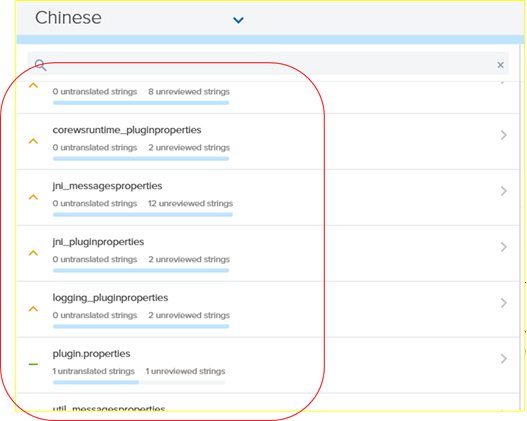 Chinese
0 untranslated strings 8 unreviewed strings
corewsruntime_pluginproperties
0 untranslated strings 2 unreviewed strings
jni_messagesproperties
0 untranslated strings 12 unreviewed strings
jni_pluginproperties
0 untranslated strings 2 unreviewed strings
logging_pluginproperties
0 untranslated strings 2 unreviewed strings
plugin.properties
1 untranslated strings 1 unreviewed strings
util_messagesproperties